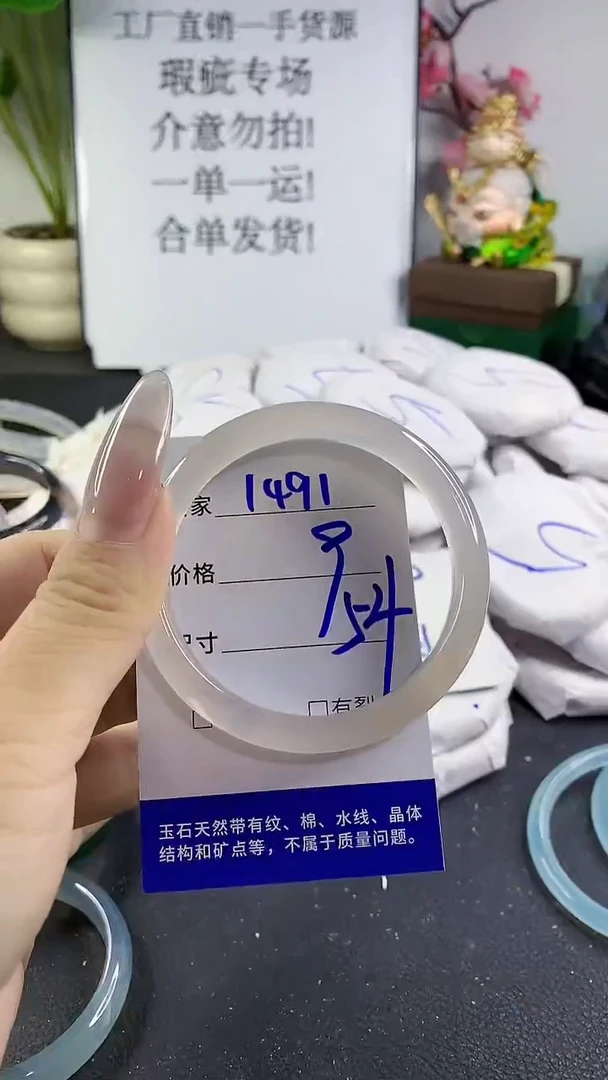 工厂直销一手货源
瑕疵专场
介意勿拍!
一单一运!
合单发货!
家 1491
价格
寸 54
有裂
玉石天然带有纹、棉、水线、晶体
结构和矿点等，不属于质量问题。